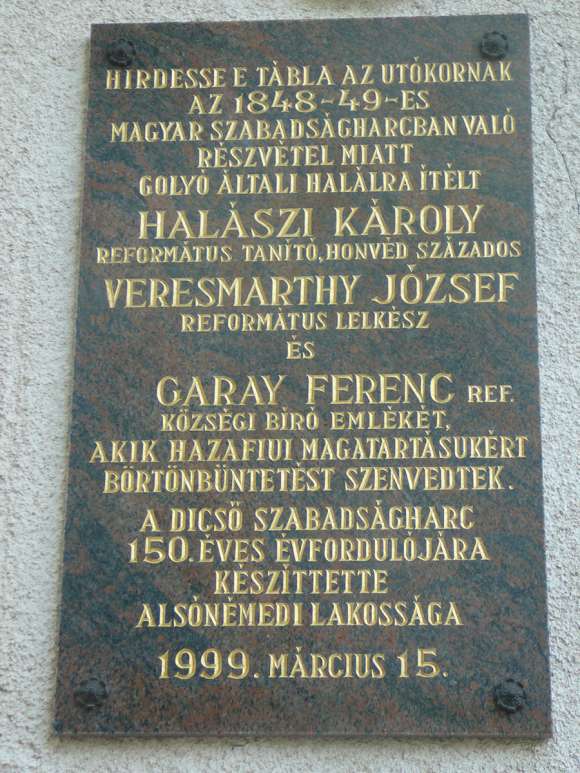 HIRDESSE E TÁBLA AZ UTÓKORNAK
AZ 1848-49-ES
MAGYAR SZABADSÁGHARCBAN VALÓ
RÉSZVÉTEL MIATT
GOLYÓ ÁLTALI HALÁLRA ÍTÉLT
HALÁSZI KÁROLY
REFORMÁTUS TANÍTÓ, HONVÉD SZÁZADOS
VERESMARTHY JÓZSEF
REFORMÁTUS LELKÉSZ
ÉS
GARAY FERENC REF.
KÖZSÉGI BÍRÓ EMLÉKÉT,
AKIK HAZAFIUI MAGATARTÁSUKÉRT
BÖRTÖNBÜNTETÉST SZENVEDTEK.
A DICSŐ SZABADSÁGHARC
150. ÉVES ÉVFORDULÓJÁRA
KÉSZÍTTETTE
ALSÓNÉMEDI LAKOSSÁGA
1999. MÁRCIUS 15.